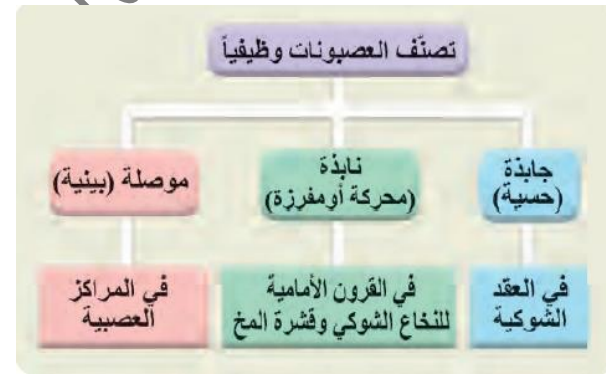 تصنّف العصبونات وظيفياً
جابذة
(حسية)
نابذة
(محركة أومفرزة)
موصلة (بينية)
في العقد
الشوكية
في القرون الأمامية
للنخاع الشوكي وقشرة المخ
في المراكز
العصبية